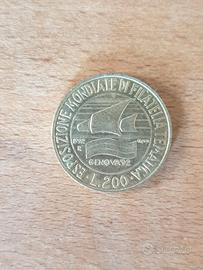 ESPOSIZIONE MONDIALE DI FILATELIA TEMATICA
R
GENOVA 92
· L.200 ·